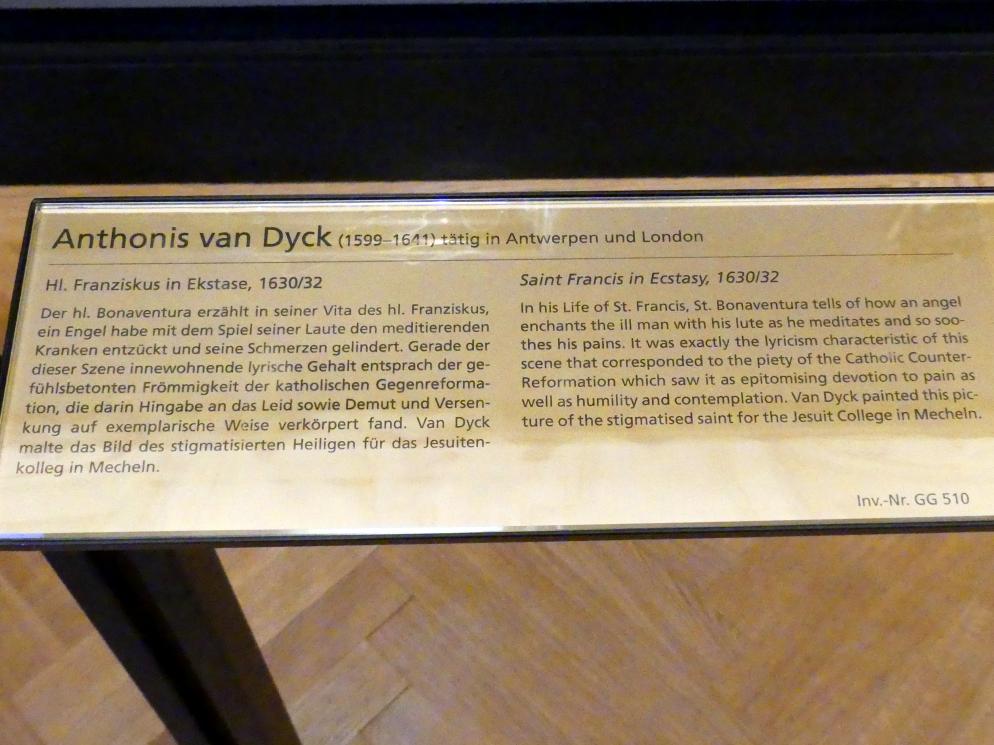 Anthonis van Dyck (1599–1641) tätig in Antwerpen und London
Hl. Franziskus in Ekstase, 1630/32
Der hl. Bonaventura erzählt in seiner Vita des hl. Franziskus,
ein Engel habe mit dem Spiel seiner Laute den meditierenden
Kranken entzückt und seine Schmerzen gelindert. Gerade der
dieser Szene innewohnende lyrische Gehalt entsprach der ge-
fühlsbetonten Frömmigkeit der katholischen Gegenreforma-
tion, die darin Hingabe an das Leid sowie Demut und Versen-
kung auf exemplarische Weise verkörpert fand. Van Dyck
malte das Bild des stigmatisierten Heiligen für das Jesuiten-
kolleg in Mecheln.
Saint Francis in Ecstasy, 1630/32
In his Life of St. Francis, St. Bonaventura tells of how an angel
enchants the ill man with his lute as he meditates and so soo-
thes his pains. It was exactly the lyricism characteristic of this
scene that corresponded to the piety of the Catholic Counter-
Reformation which saw it as epitomising devotion to pain as
well as humility and contemplation. Van Dyck painted this pic-
ture of the stigmatised saint for the Jesuit College in Mecheln.
Inv.-Nr. GG 510